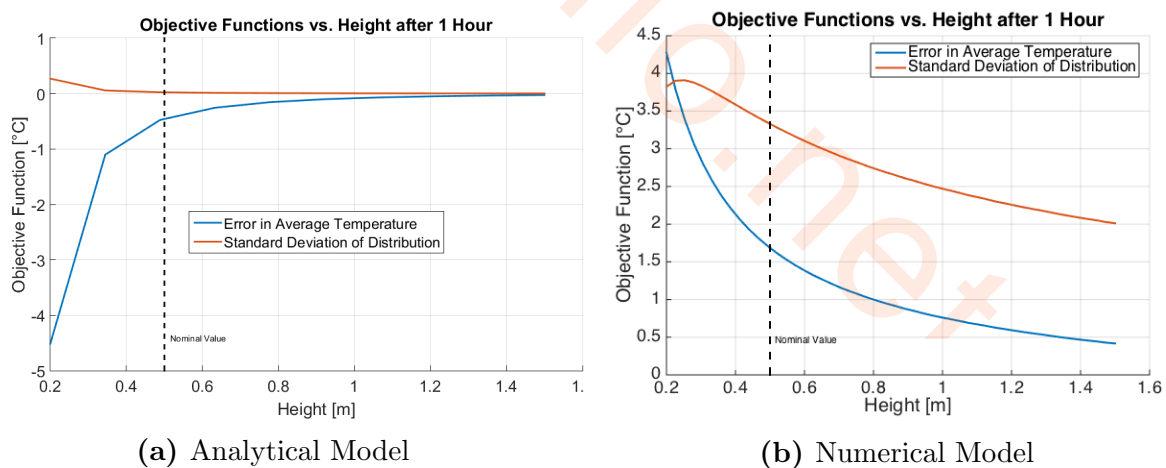 Objective Functions vs. Height after 1 Hour
1
0
-1
-2
-3
-4
-5
0.2
0.4
0.6
0.8
1
1.2
1.4
1.
Objective Function [°C]
Height [m]
Error in Average Temperature
Standard Deviation of Distribution
Nominal Value
(a) Analytical Model
Objective Functions vs. Height after 1 Hour
4.5
4
3.5
3
2.5
2
1.5
1
0.5
0
0.2
0.4
0.6
0.8
1
1.2
1.4
1.6
Objective Function [°C]
Height [m]
Error in Average Temperature
Standard Deviation of Distribution
Nominal Value
(b) Numerical Model
no.net